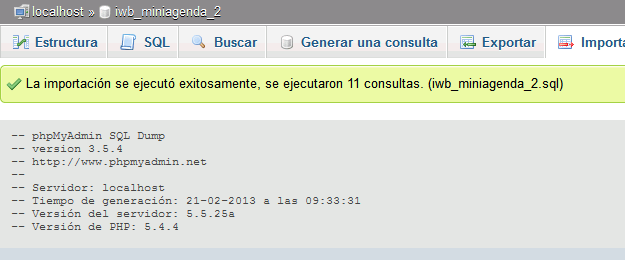 localhost » iwb_miniagenda_2
Estructura SQL Buscar Generar una consulta Exportar Importa
La importación se ejecutó exitosamente, se ejecutaron 11 consultas. (iwb_miniagenda_2.sql)
-- phpMyAdmin SQL Dump
-- version 3.5.4
-- http://www.phpmyadmin.net
--
-- Servidor: localhost
-- Tiempo de generación: 21-02-2013 a las 09:33:31
-- Versión del servidor: 5.5.25a
-- Versión de PHP: 5.4.4